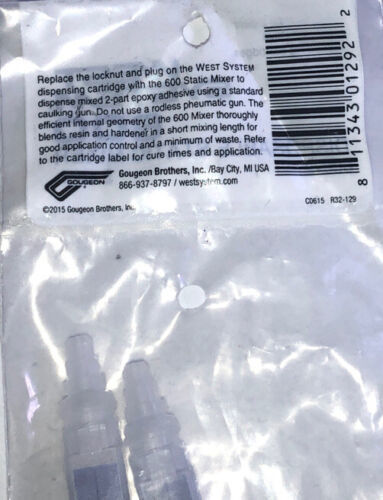 Replace the locknut and plug on the WEST SYSTEM
dispensing cartridge with the 600 Static Mixer to
dispense mixed 2-part epoxy adhesive using a standard
caulking gun. Do not use a rodless pneumatic gun. The
efficient internal geometry of the 600 Mixer thoroughly
blends resin and hardener in a short mixing length for
good application control and a minimum of waste. Refer
to the cartridge label for cure times and application.
GOUGEON
Gougeon Brothers, Inc. /Bay City, MI USA
866-937-8797 / westsystem.com
©2015 Gougeon Brothers, Inc.
C0615 R32-129
8 11343 01292 2